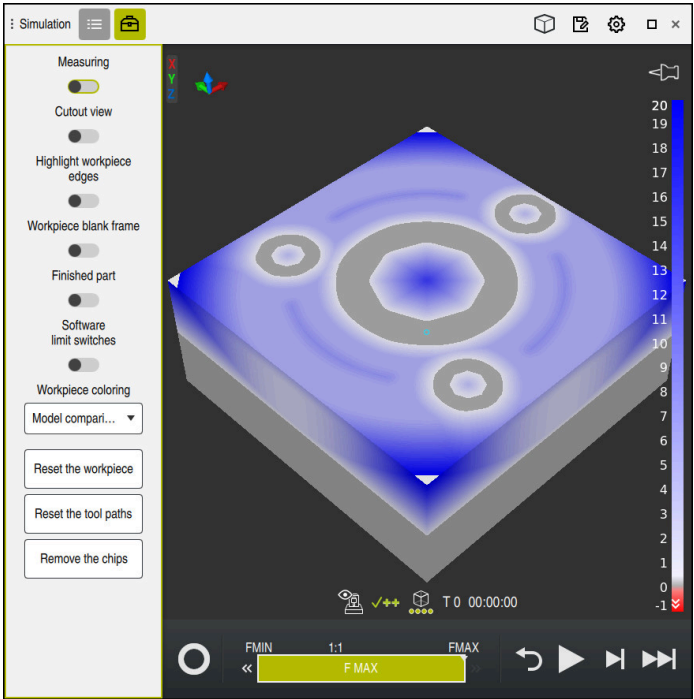 Simulation
Measuring
Cutout view
Highlight workpiece
edges
Workpiece blank frame
Finished part
Software
limit switches
Workpiece coloring
Model compari...
Reset the workpiece
Reset the tool paths
Remove the chips
X
Y
Z
20
19
18
17
16
15
14
13
12
11
10
9
8
7
6
5
4
3
2
1
0
-1
T 0 00:00:00
FMIN 1:1 FMAX
F MAX